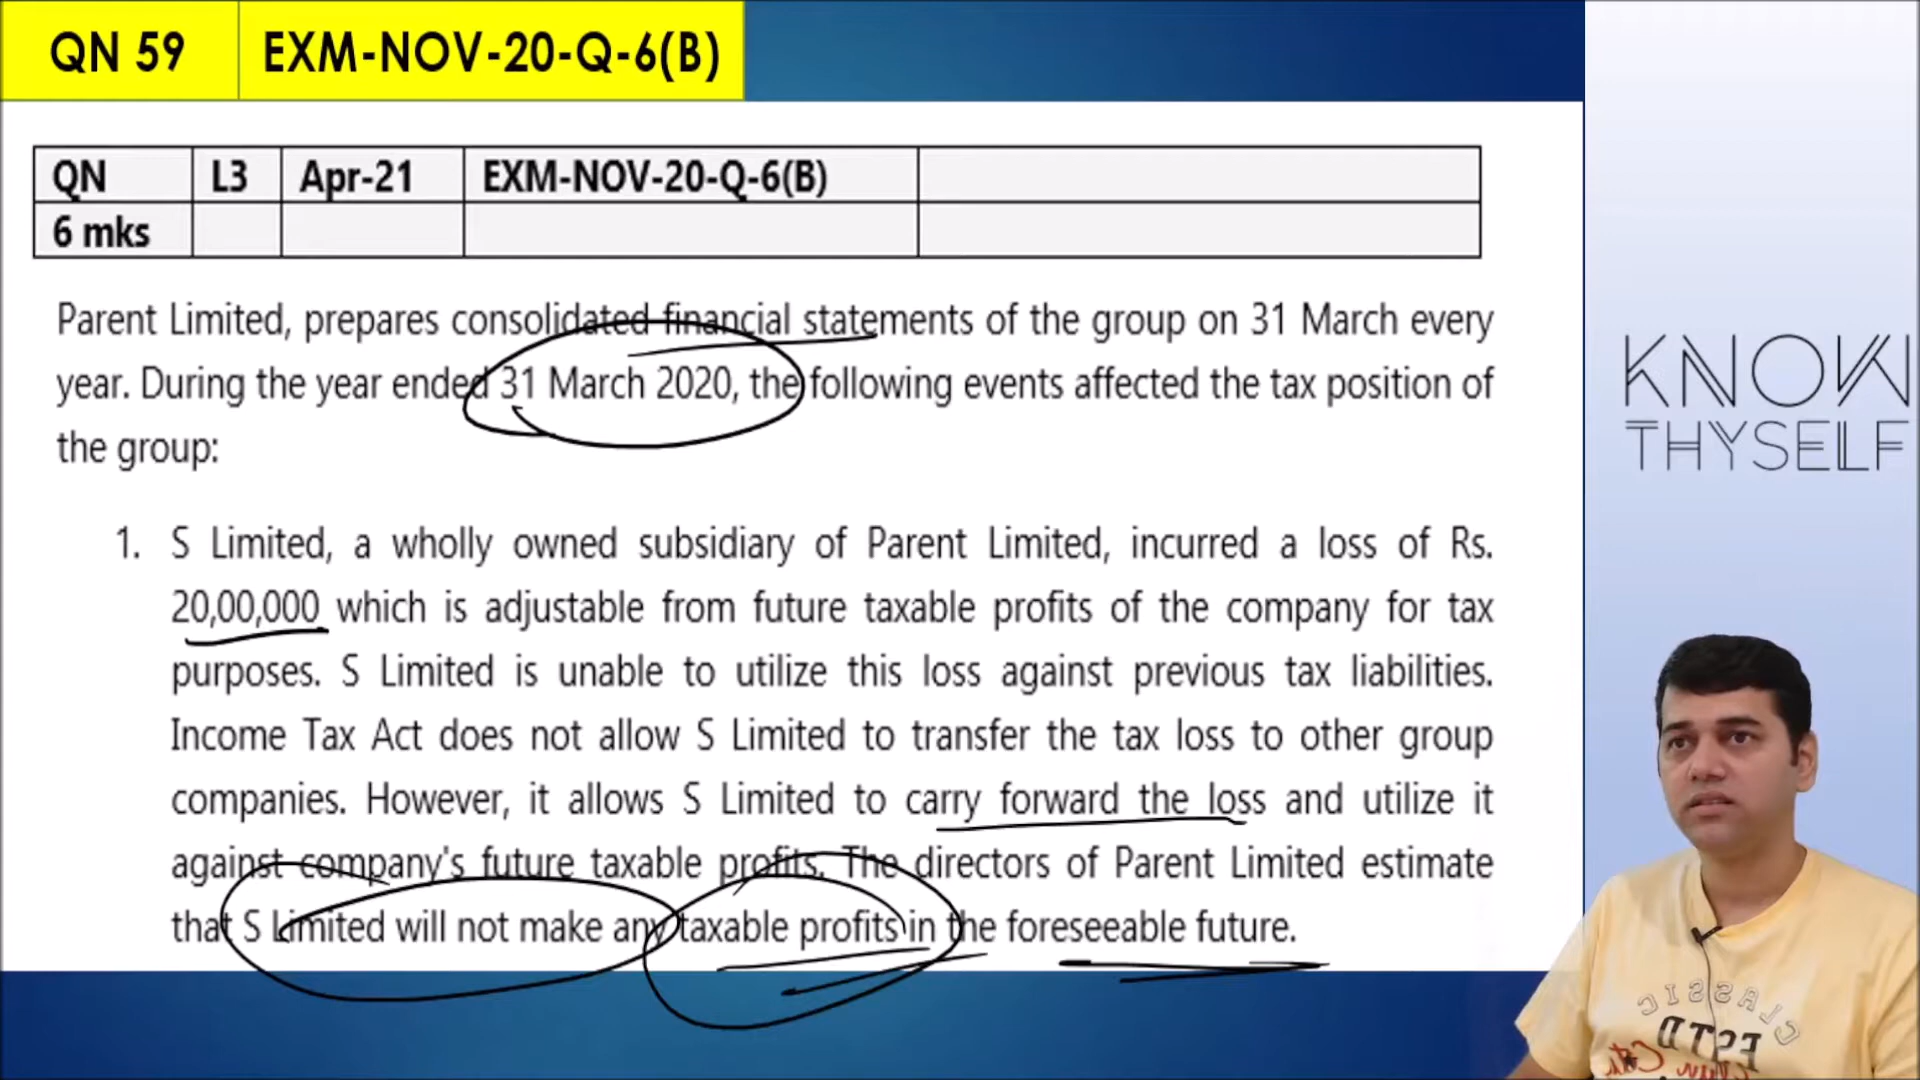 QN 59 EXM-NOV-20-Q-6(B)
QN L3 Apr-21 EXM-NOV-20-Q-6(B)
6 mks
Parent Limited, prepares consolidated financial statements of the group on 31 March every
year. During the year ended 31 March 2020, the following events affected the tax position of
the group:
1. S Limited, a wholly owned subsidiary of Parent Limited, incurred a loss of Rs.
20,00,000 which is adjustable from future taxable profits of the company for tax
purposes. S Limited is unable to utilize this loss against previous tax liabilities.
Income Tax Act does not allow S Limited to transfer the tax loss to other group
companies. However, it allows S Limited to carry forward the loss and utilize it
against company's future taxable profits. The directors of Parent Limited estimate
that S Limited will not make any taxable profits in the foreseeable future.
KNOW
THYSELF
CLASSIC